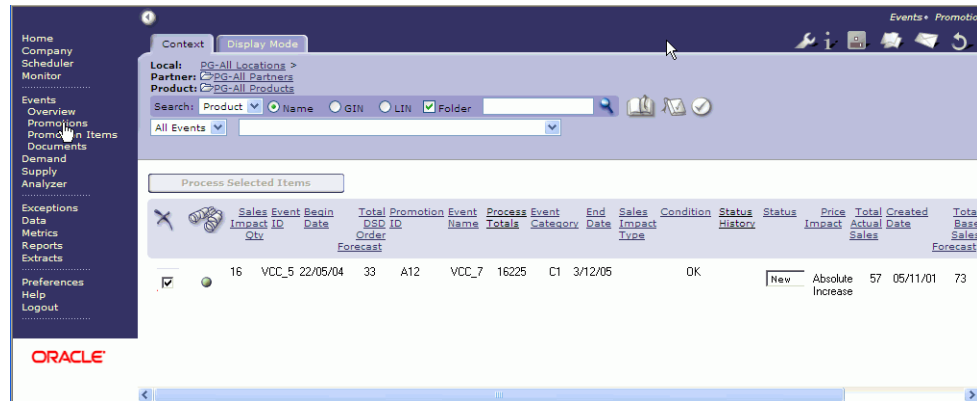 Events• Promotio
Home
Company
Scheduler
Monitor
Events
Overview
Promotions
Promotion Items
Documents
Demand
Supply
Analyzer
Exceptions
Data
Metrics
Reports
Extracts
Preferences
Help
Logout
ORACLE
Context Display Mode
Local: PG-All Locations >
Partner: PG-All Partners
Product: PG-All Products
Search: Product Name GIN LIN Folder
All Events
Process Selected Items
Sales Impact Qty Event ID Begin Date Total DSD Order Forecast Promotion ID Event Name Process Totals Event Category End Date Sales Impact Type Condition Status History Status Price Impact Total Actual Sales Created Date Tota Base Sales Forecast
16 VCC_5 22/05/04 33 A12 VCC_7 16225 C1 3/12/05 OK New Absolute Increase 57 05/11/01 73